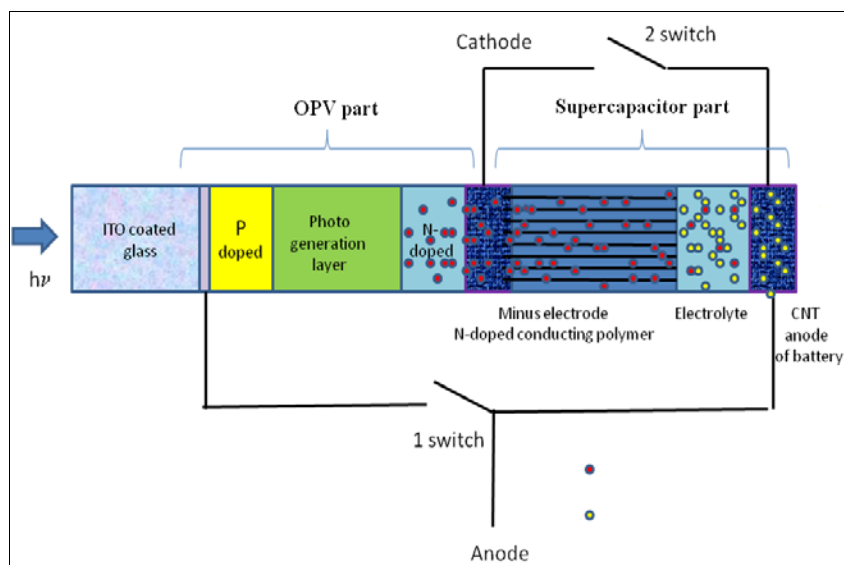 Cathode
2 switch
OPV part
Supercapacitor part
ITO coated
glass
P
doped
Photo
generation
layer
N-
doped
hν
Minus electrode
N-doped conducting polymer
Electrolyte
CNT
anode
of battery
1 switch
Anode